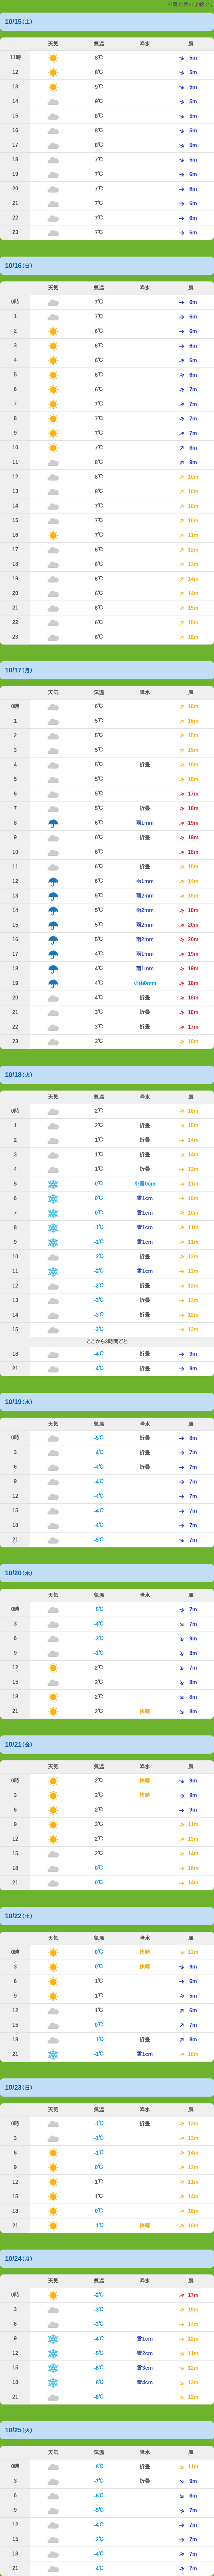 10/15(土)
天気 気温 降水 風
11時 8℃ 5m
12 8℃ 5m
13 9℃ 5m
14 9℃ 5m
15 8℃ 5m
16 8℃ 5m
17 8℃ 5m
18 7℃ 5m
19 7℃ 6m
20 7℃ 6m
21 7℃ 6m
22 7℃ 6m
23 7℃ 6m
10/16(日)
天気 気温 降水 風
0時 7℃ 6m
1 7℃ 6m
2 6℃ 6m
3 6℃ 6m
4 6℃ 6m
5 6℃ 6m
6 6℃ 7m
7 7℃ 7m
8 7℃ 7m
9 7℃ 7m
10 7℃ 8m
11 8℃ 9m
12 8℃ 10m
13 8℃ 10m
14 7℃ 10m
15 7℃ 10m
16 7℃ 11m
17 6℃ 12m
18 6℃ 13m
19 6℃ 14m
20 6℃ 14m
21 6℃ 15m
22 6℃ 15m
23 6℃ 16m
10/17(月)
天気 気温 降水 風
0時 6℃ 16m
1 5℃ 16m
2 5℃ 15m
3 5℃ 15m
4 5℃ 折畳 16m
5 5℃ 16m
6 5℃ 17m
7 5℃ 折畳 18m
8 6℃ 雨1mm 19m
9 6℃ 折畳 19m
10 6℃ 18m
11 6℃ 折畳 16m
12 6℃ 雨1mm 14m
13 5℃ 雨2mm 16m
14 5℃ 雨2mm 18m
15 5℃ 雨2mm 20m
16 5℃ 雨2mm 20m
17 4℃ 雨1mm 19m
18 4℃ 雨1mm 19m
19 4℃ 小雨0mm 18m
20 4℃ 折畳 18m
21 3℃ 折畳 18m
22 3℃ 折畳 17m
23 3℃ 16m
10/18(火)
天気 気温 降水 風
0時 2℃ 16m
1 2℃ 折畳 15m
2 1℃ 折畳 14m
3 1℃ 折畳 14m
4 1℃ 折畳 12m
5 0℃ 小雪0cm 11m
6 0℃ 雪1cm 10m
7 0℃ 雪1cm 10m
8 -1℃ 雪1cm 11m
9 -1℃ 雪1cm 11m
10 -2℃ 折畳 12m
11 -2℃ 雪1cm 12m
12 -2℃ 折畳 12m
13 -3℃ 折畳 12m
14 -3℃ 折畳 12m
15 -3℃ 12m
ここから3時間ごと
18 -4℃ 折畳 9m
21 -4℃ 折畳 8m
10/19(水)
天気 気温 降水 風
0時 -5℃ 折畳 8m
3 -4℃ 折畳 7m
6 -4℃ 折畳 7m
9 -4℃ 7m
12 -4℃ 7m
15 -4℃ 7m
18 -4℃ 7m
21 -5℃ 7m
10/20(木)
天気 気温 降水 風
0時 -5℃ 7m
3 -4℃ 7m
6 -3℃ 9m
9 -1℃ 8m
12 2℃ 7m
15 2℃ 8m
18 2℃ 8m
21 2℃ 快晴 8m
10/21(金)
天気 気温 降水 風
0時 2℃ 快晴 9m
3 2℃ 快晴 9m
6 2℃ 9m
9 3℃ 11m
12 2℃ 13m
15 2℃ 14m
18 0℃ 16m
21 0℃ 14m
10/22(土)
天気 気温 降水 風
0時 0℃ 快晴 12m
3 0℃ 快晴 9m
6 1℃ 6m
9 1℃ 5m
12 1℃ 6m
15 0℃ 7m
18 -1℃ 折畳 8m
21 -1℃ 雪1cm 10m
10/23(日)
天気 気温 降水 風
0時 -1℃ 折畳 12m
3 -1℃ 13m
6 -1℃ 14m
9 0℃ 12m
12 1℃ 11m
15 1℃ 14m
18 0℃ 16m
21 -1℃ 快晴 16m
10/24(月)
天気 気温 降水 風
0時 -2℃ 17m
3 -3℃ 15m
6 -3℃ 14m
9 -4℃ 雪1cm 12m
12 -5℃ 雪2cm 11m
15 -6℃ 雪3cm 12m
18 -8℃ 雪4cm 13m
21 -8℃ 12m
10/25(火)
天気 気温 降水 風
0時 -8℃ 折畳 11m
3 -7℃ 折畳 9m
6 -6℃ 8m
9 -5℃ 7m
12 -4℃ 7m
15 -3℃ 7m
18 -4℃ 7m
21 -4℃ 7m